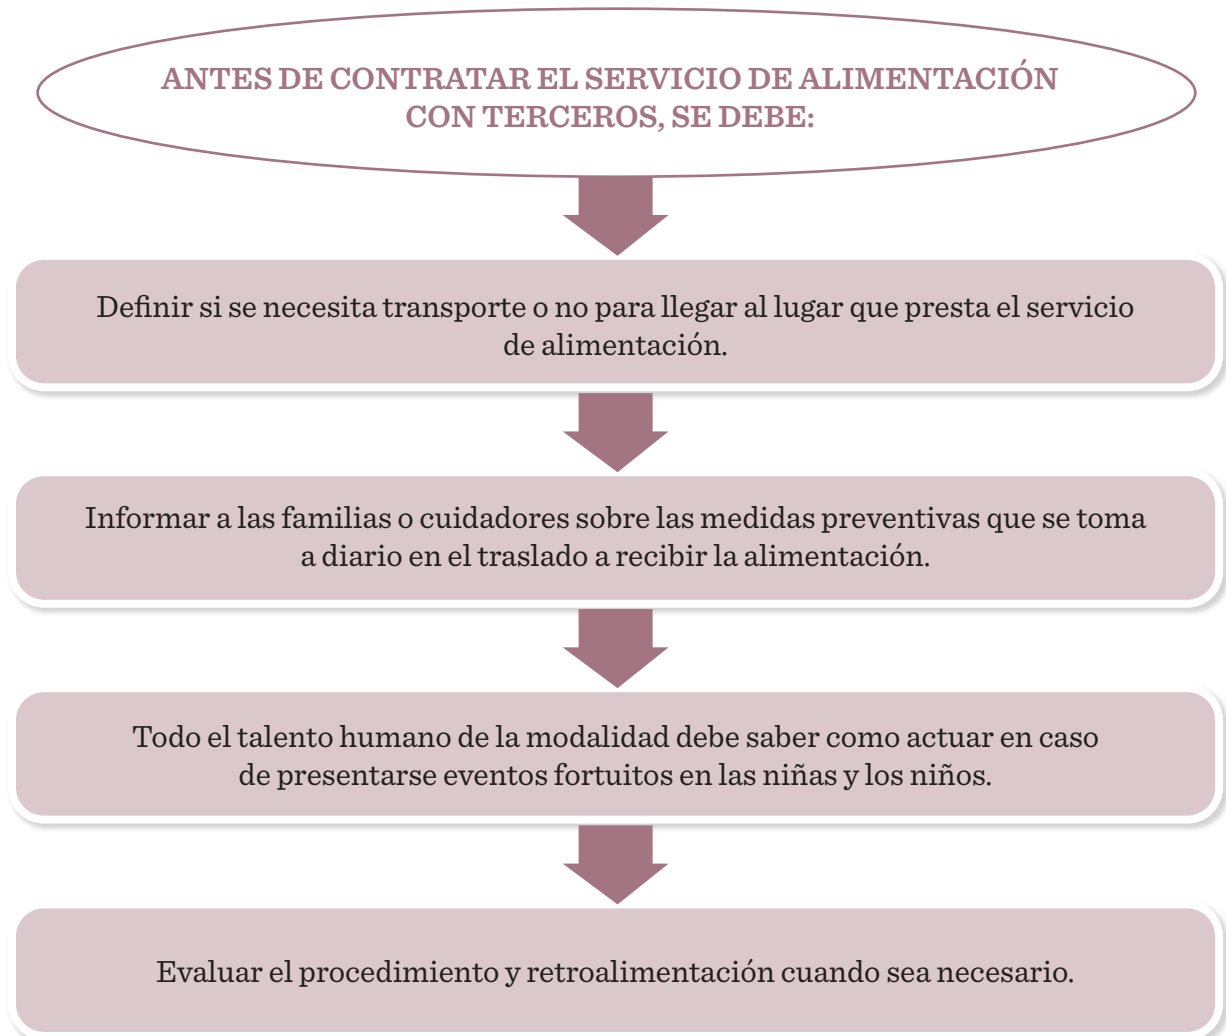 ANTES DE CONTRATAR EL SERVICIO DE ALIMENTACIÓN
CON TERCEROS, SE DEBE:
Definir si se necesita transporte o no para llegar al lugar que presta el servicio
de alimentación.
Informar a las familias o cuidadores sobre las medidas preventivas que se toma
a diario en el traslado a recibir la alimentación.
Todo el talento humano de la modalidad debe saber como actuar en caso
de presentarse eventos fortuitos en las niñas y los niños.
Evaluar el procedimiento y retroalimentación cuando sea necesario.